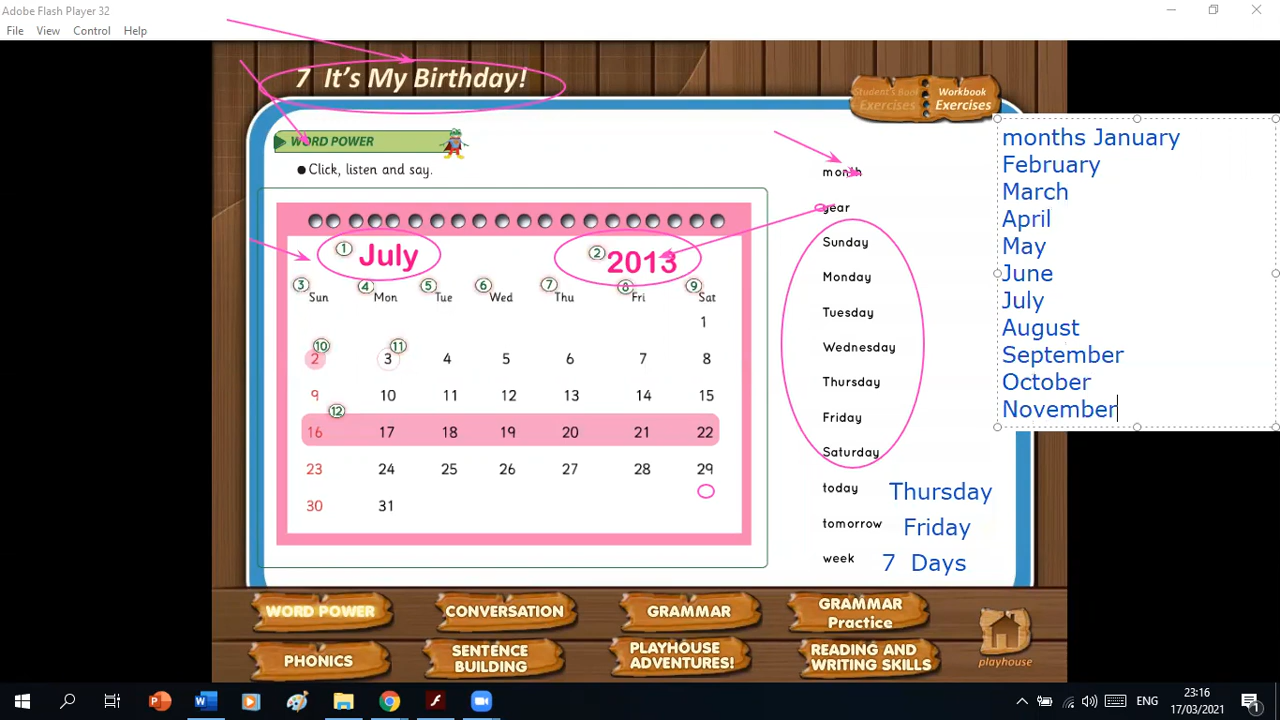 Adobe Flash Player 32
File View Control Help
7 It's My Birthday!
Student's Book Exercises
Workbook Exercises
WORD POWER
Click, listen and say.
1 July 2 2013
3 4 5 6 7 8 9
Sun Mon Tue Wed Thu Fri Sat
1
10 11
2 3 4 5 6 7 8
9 10 11 12 13 14 15
12
16 17 18 19 20 21 22
23 24 25 26 27 28 29
30 31
month
year
Sunday
Monday
Tuesday
Wednesday
Thursday
Friday
Saturday
today Thursday
tomorrow Friday
week 7 Days
months January
February
March
April
May
June
July
August
September
October
November
WORD POWER
CONVERSATION
GRAMMAR
GRAMMAR
Practice
PHONICS
SENTENCE
BUILDING
PLAYHOUSE
ADVENTURES!
READING AND
WRITING SKILLS
playhouse
ENG
23:16
17/03/2021